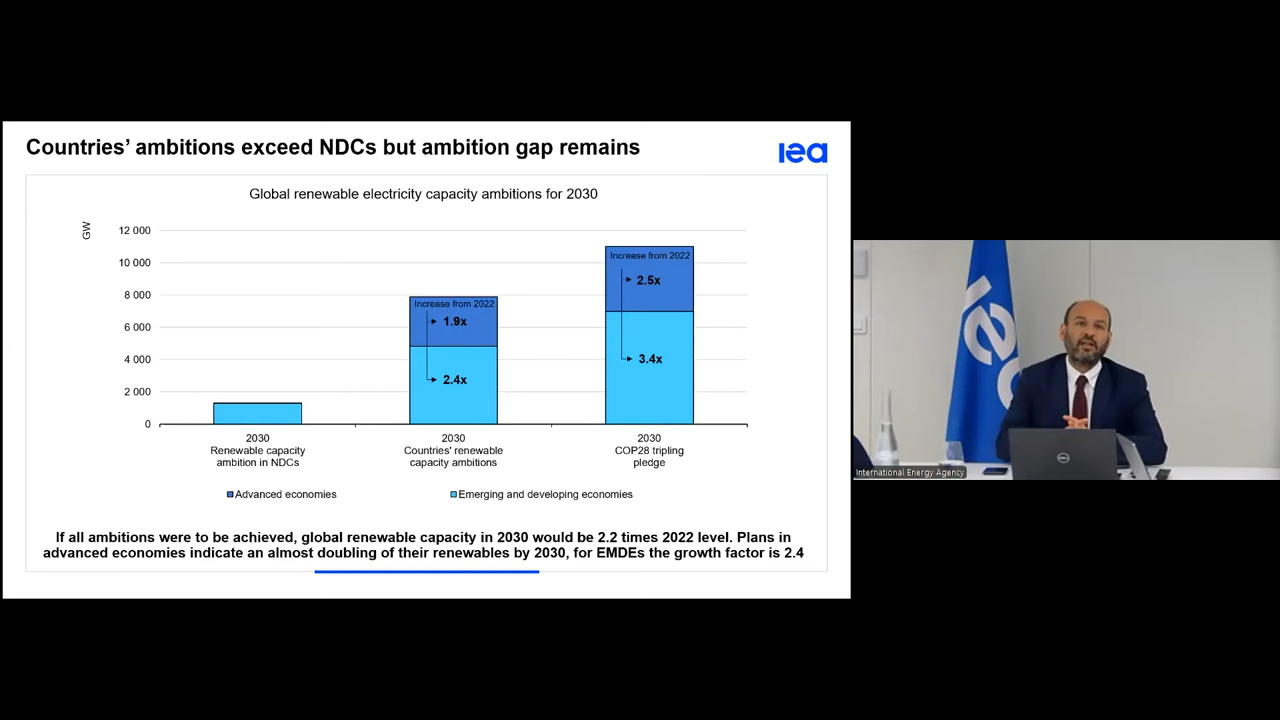 Countries' ambitions exceed NDCs but ambition gap remains
iea
Global renewable electricity capacity ambitions for 2030
GW
12 000
10 000
8 000
6 000
4 000
2 000
0
Increase from 2022
1.9x
2.4x
Increase from 2022
2.5x
3.4x
2030
Renewable capacity
ambition in NDCs
2030
Countries' renewable
capacity ambitions
2030
COP28 tripling
pledge
Advanced economies
Emerging and developing economies
If all ambitions were to be achieved, global renewable capacity in 2030 would be 2.2 times 2022 level. Plans in
advanced economies indicate an almost doubling of their renewables by 2030, for EMDEs the growth factor is 2.4
iea
DELL
International Energy Agency